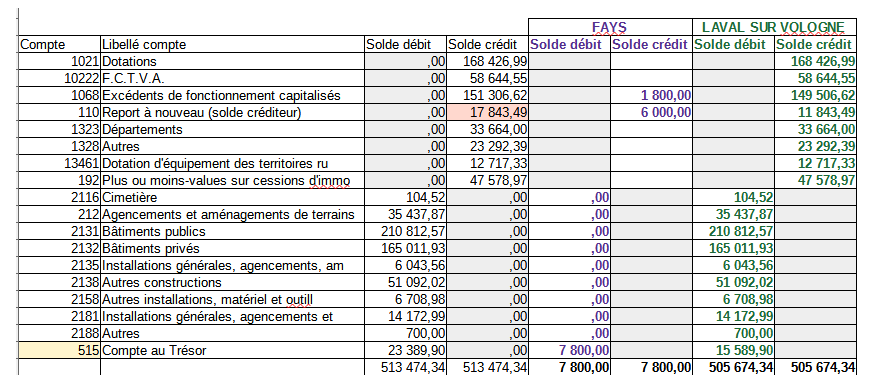 FAYS LAVAL SUR VOLOGNE
Compte Libellé compte Solde débit Solde crédit Solde débit Solde crédit Solde débit Solde crédit
1021 Dotations ,00 168 426,99 168 426,99
10222 F.C.T.V.A. ,00 58 644,55 58 644,55
1068 Excédents de fonctionnement capitalisés ,00 151 306,62 1 800,00 149 506,62
110 Report à nouveau (solde créditeur) ,00 17 843,49 6 000,00 11 843,49
1323 Départements ,00 33 664,00 33 664,00
1328 Autres ,00 23 292,39 23 292,39
13461 Dotation d'équipement des territoires ru ,00 12 717,33 12 717,33
192 Plus ou moins-values sur cessions d'immo ,00 47 578,97 47 578,97
2116 Cimetière 104,52 ,00 ,00 104,52
212 Agencements et aménagements de terrains 35 437,87 ,00 ,00 35 437,87
2131 Bâtiments publics 210 812,57 ,00 ,00 210 812,57
2132 Bâtiments privés 165 011,93 ,00 ,00 165 011,93
2135 Installations générales, agencements, am 6 043,56 ,00 ,00 6 043,56
2138 Autres constructions 51 092,02 ,00 ,00 51 092,02
2158 Autres installations, matériel et outill 6 708,98 ,00 ,00 6 708,98
2181 Installations générales, agencements et 14 172,99 ,00 ,00 14 172,99
2188 Autres 700,00 ,00 ,00 700,00
515 Compte au Trésor 23 389,90 ,00 7 800,00 15 589,90
513 474,34 513 474,34 7 800,00 7 800,00 505 674,34 505 674,34